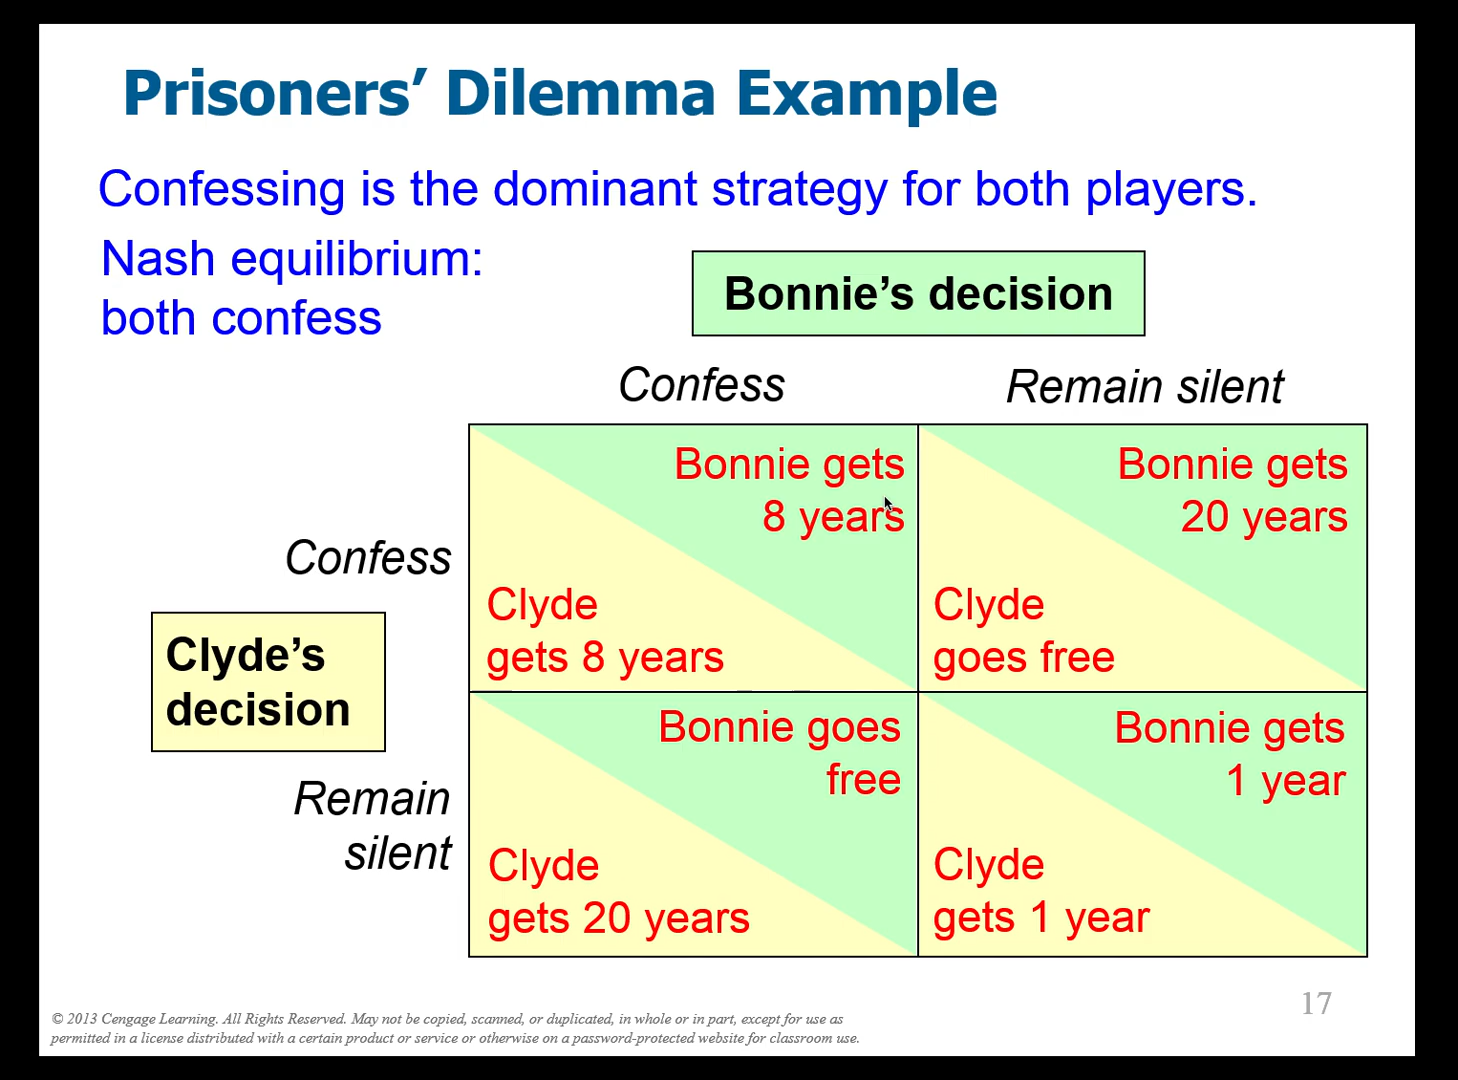 Prisoners’ Dilemma Example
Confessing is the dominant strategy for both players.
Nash equilibrium:
both confess
Bonnie’s decision
Confess
Remain silent
Confess
Bonnie gets
8 years
Clyde
gets 8 years
Bonnie gets
20 years
Clyde
goes free
Clyde’s
decision
Remain
silent
Bonnie goes
free
Clyde
gets 20 years
Bonnie gets
1 year
Clyde
gets 1 year
17
© 2013 Cengage Learning. All Rights Reserved. May not be copied, scanned, or duplicated, in whole or in part, except for use as
permitted in a license distributed with a certain product or service or otherwise on a password-protected website for classroom use.